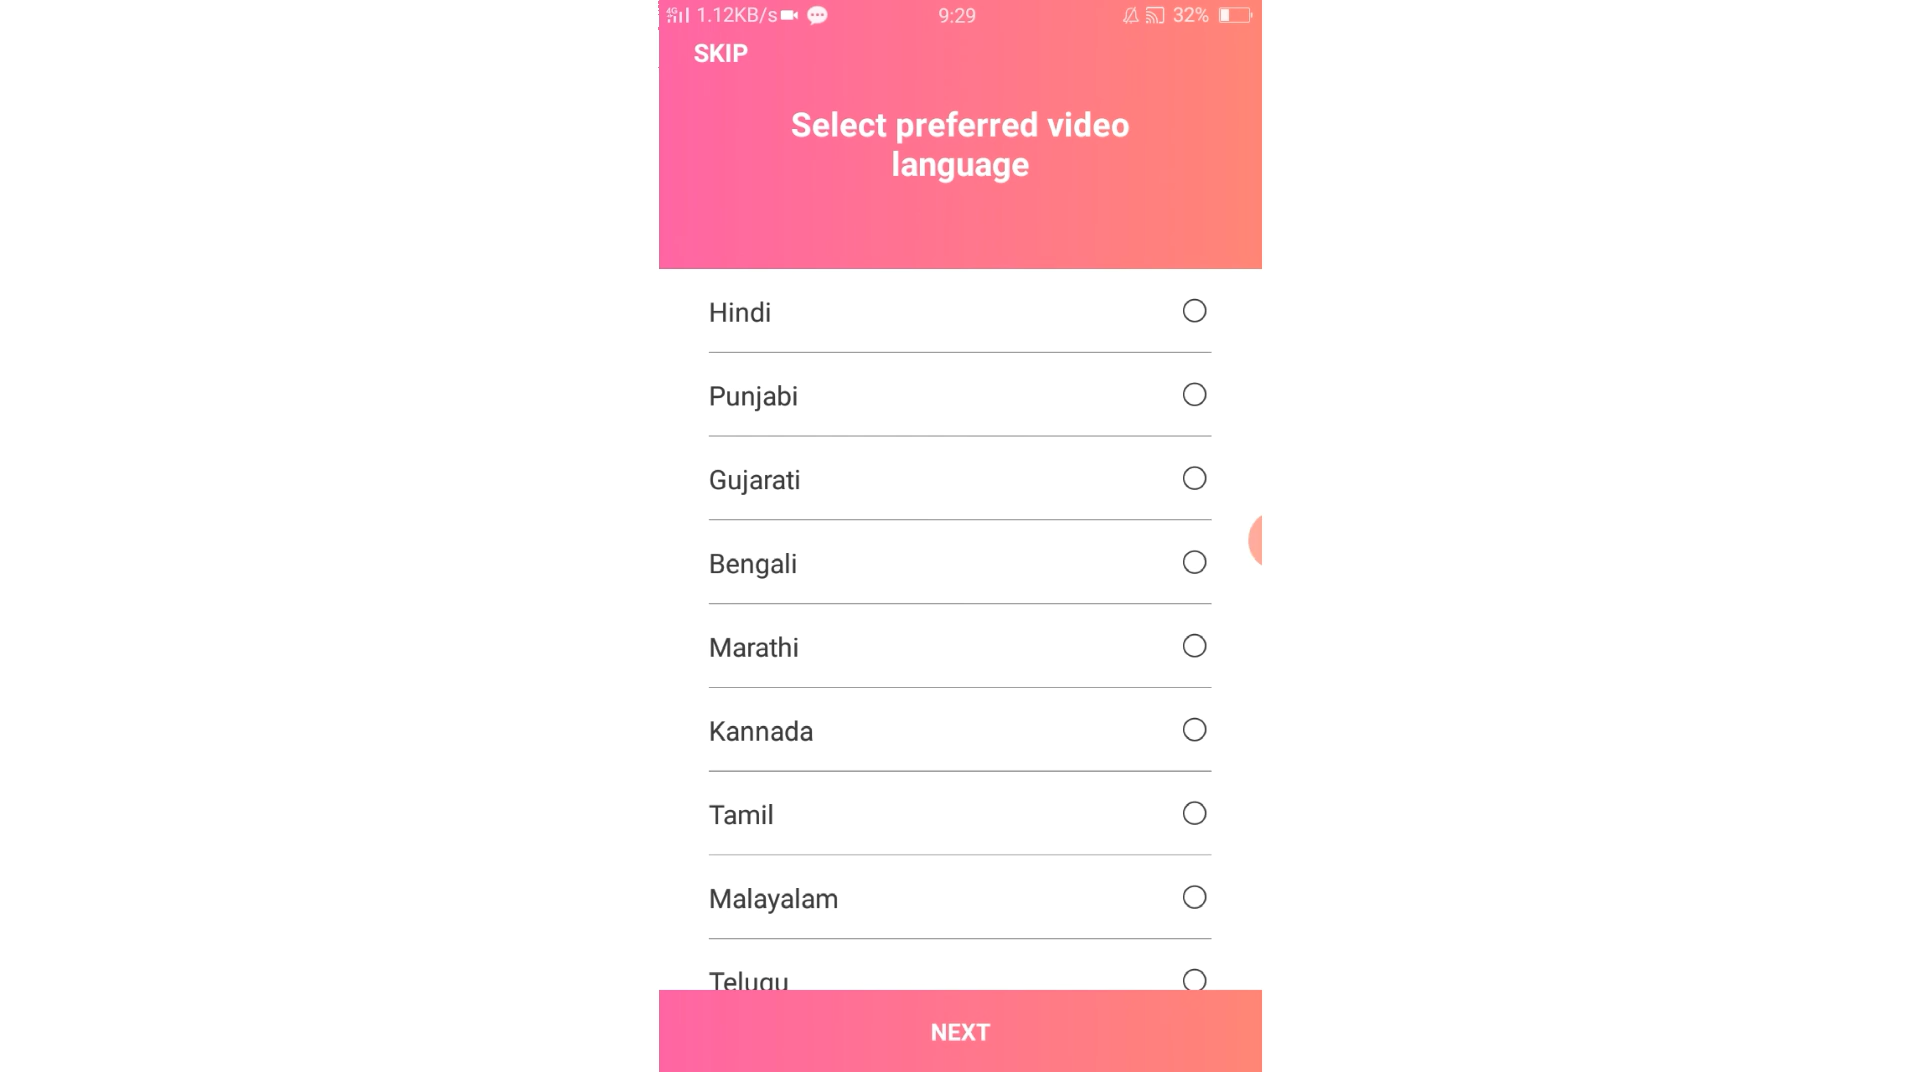 4G 1.12KB/s 9:29 32%
SKIP
Select preferred video
language
Hindi
Punjabi
Gujarati
Bengali
Marathi
Kannada
Tamil
Malayalam
Telugu
NEXT